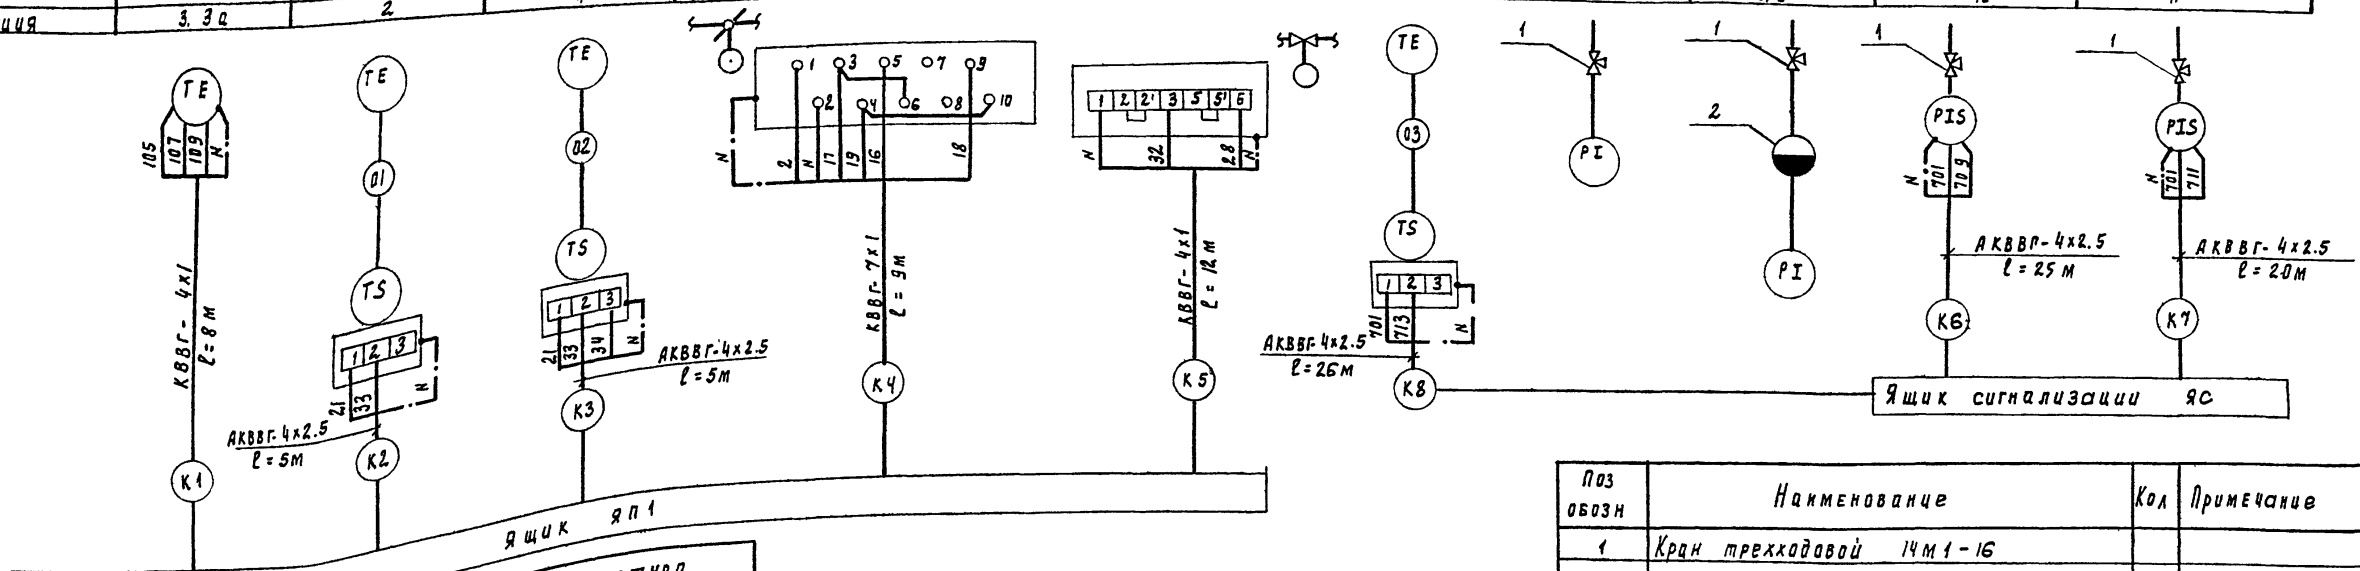 3. 3а
2
TE
105
107
109
N
КВВГ- 4х1
ℓ=8м
К1
TE
01
TS
1 2 3
21
33
N
АКВВГ-4х2.5
ℓ=5м
К2
TE
02
TS
1 2 3
21
33
34
N
АКВВГ-4х2.5
ℓ=5м
К3
1 3 5 7 9
2 4 6 8 10
N
2
N
17
19
16
18
КВВГ-7х1
ℓ=9м
К4
1 2 2' 3 5 5' 6
N
32
28
N
КВВГ-4х1
ℓ=12м
К5
Ящик ЯП1
TE
03
TS
1 2 3
701
713
N
АКВВГ-4х2.5
ℓ=26м
К8
1
PI
1
2
PI
1
PIS
N
701
709
АКВВГ-4х2.5
ℓ=25м
К6
1
PIS
N
701
711
АКВВГ-4х2.5
ℓ=20м
К7
Ящик сигнализации ЯС
Поз обозн Наименование Кол Примечание
1 Кран трехходовой 14М1-16